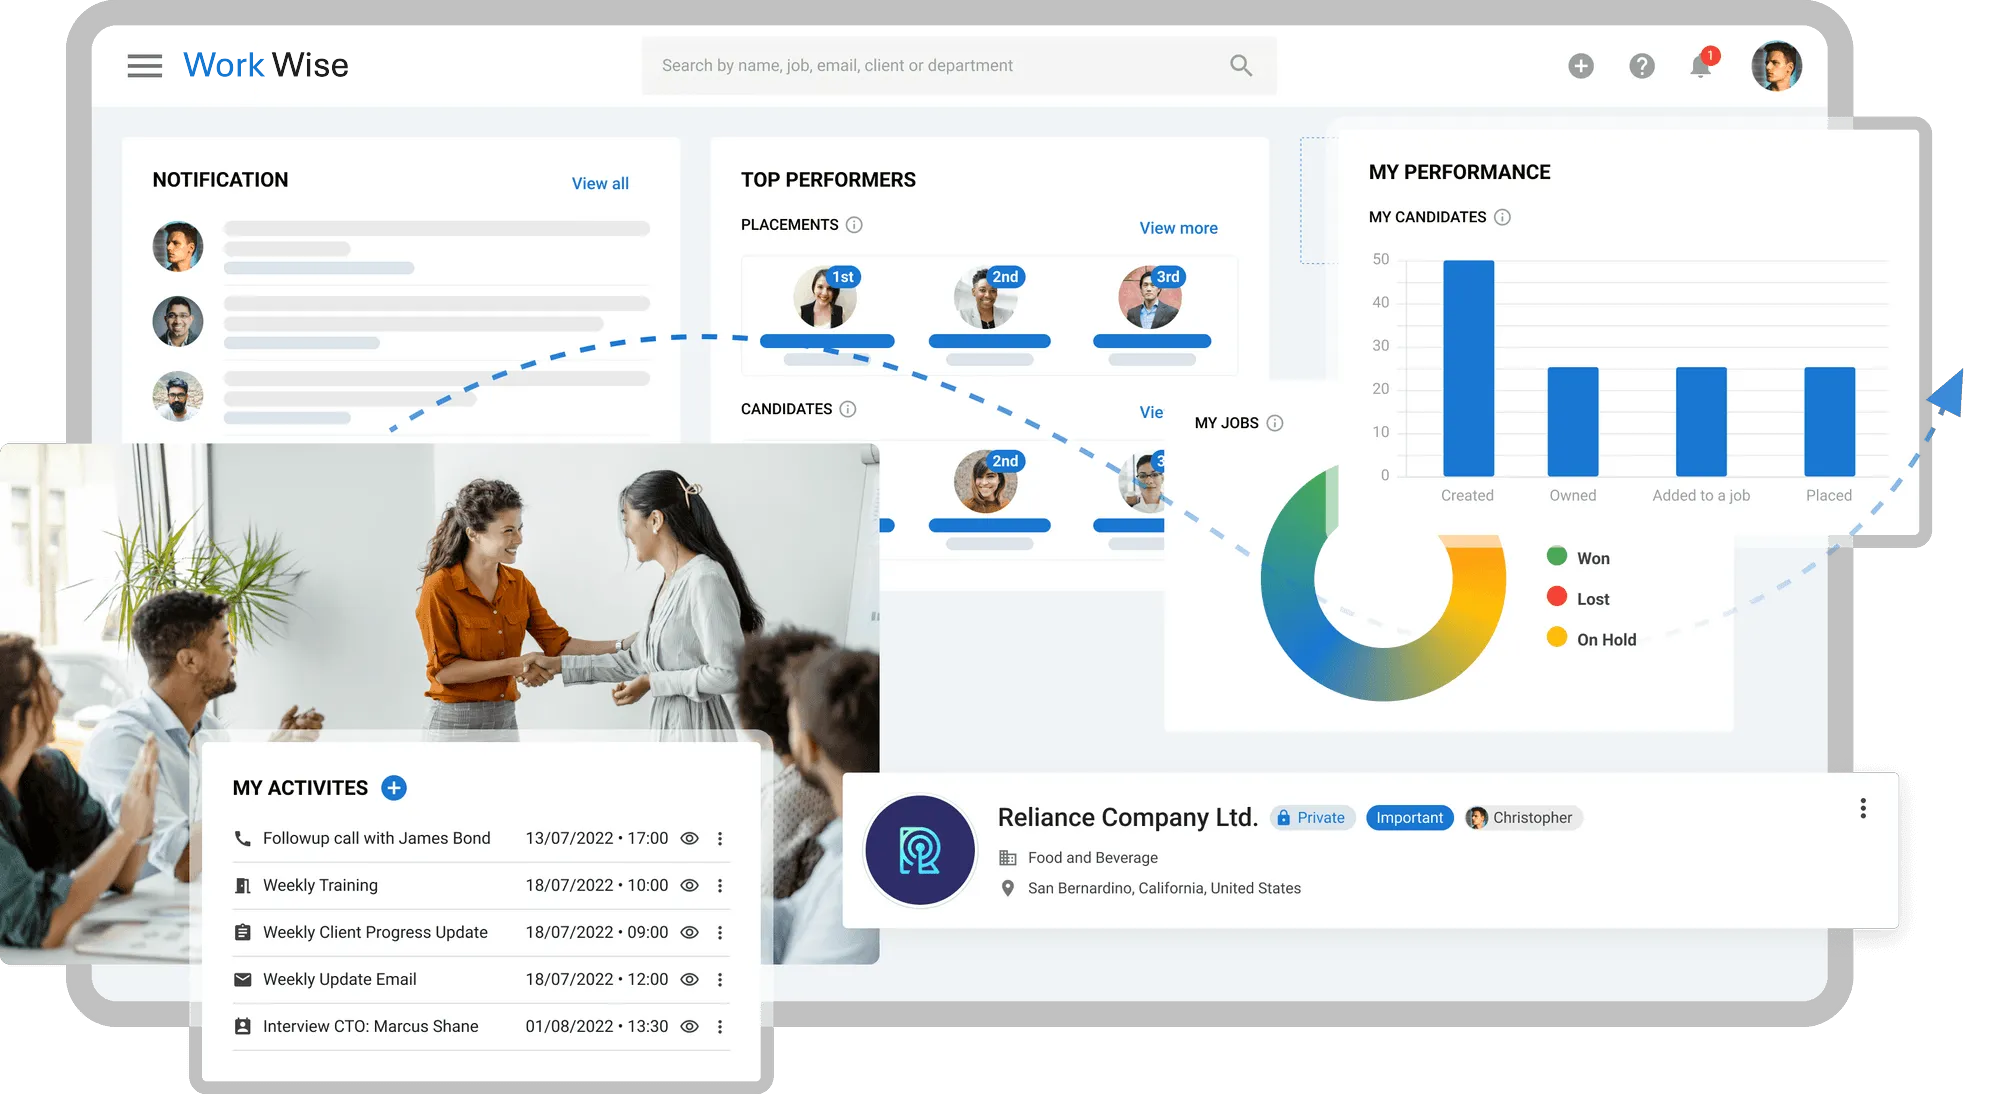 Work Wise
Search by name, job, email, client or department
1
NOTIFICATION
View all
TOP PERFORMERS
PLACEMENTS
View more
1st
2nd
3rd
CANDIDATES
Vie
2nd
3
MY PERFORMANCE
MY CANDIDATES
50
40
30
20
10
0
Created Owned Added to a job Placed
MY JOBS
Won
Lost
On Hold
MY ACTIVITES
Followup call with James Bond 13/07/2022 • 17:00
Weekly Training 18/07/2022 • 10:00
Weekly Client Progress Update 18/07/2022 • 09:00
Weekly Update Email 18/07/2022 • 12:00
Interview CTO: Marcus Shane 01/08/2022 • 13:30
Reliance Company Ltd. Private Important Christopher
Food and Beverage
San Bernardino, California, United States